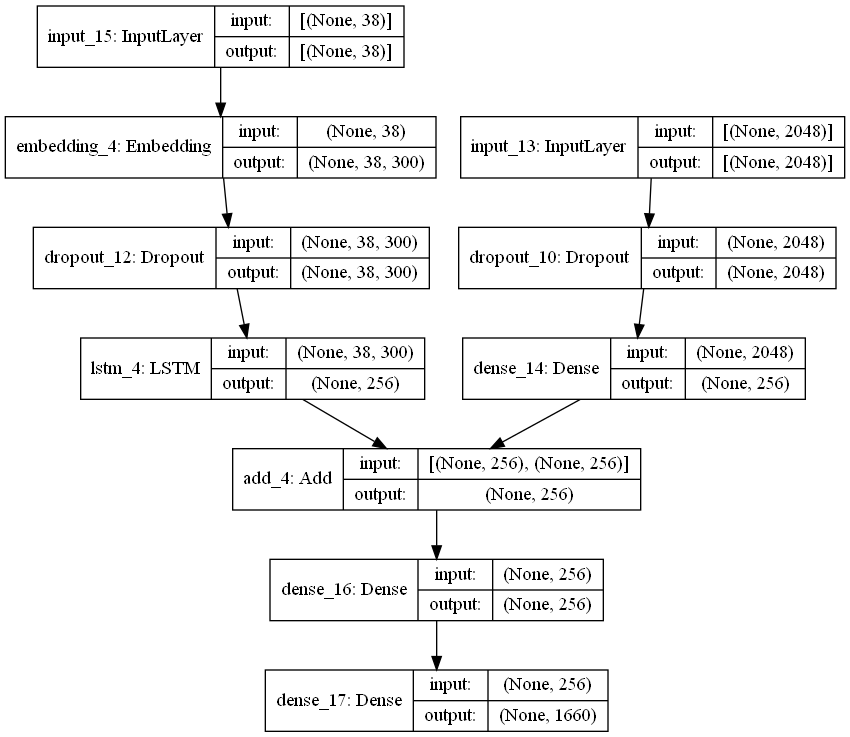 input_15: InputLayer
input: [(None, 38)]
output: [(None, 38)]
embedding_4: Embedding
input: (None, 38)
output: (None, 38, 300)
input_13: InputLayer
input: [(None, 2048)]
output: [(None, 2048)]
dropout_12: Dropout
input: (None, 38, 300)
output: (None, 38, 300)
dropout_10: Dropout
input: (None, 2048)
output: (None, 2048)
lstm_4: LSTM
input: (None, 38, 300)
output: (None, 256)
dense_14: Dense
input: (None, 2048)
output: (None, 256)
add_4: Add
input: [(None, 256), (None, 256)]
output: (None, 256)
dense_16: Dense
input: (None, 256)
output: (None, 256)
dense_17: Dense
input: (None, 256)
output: (None, 1660)